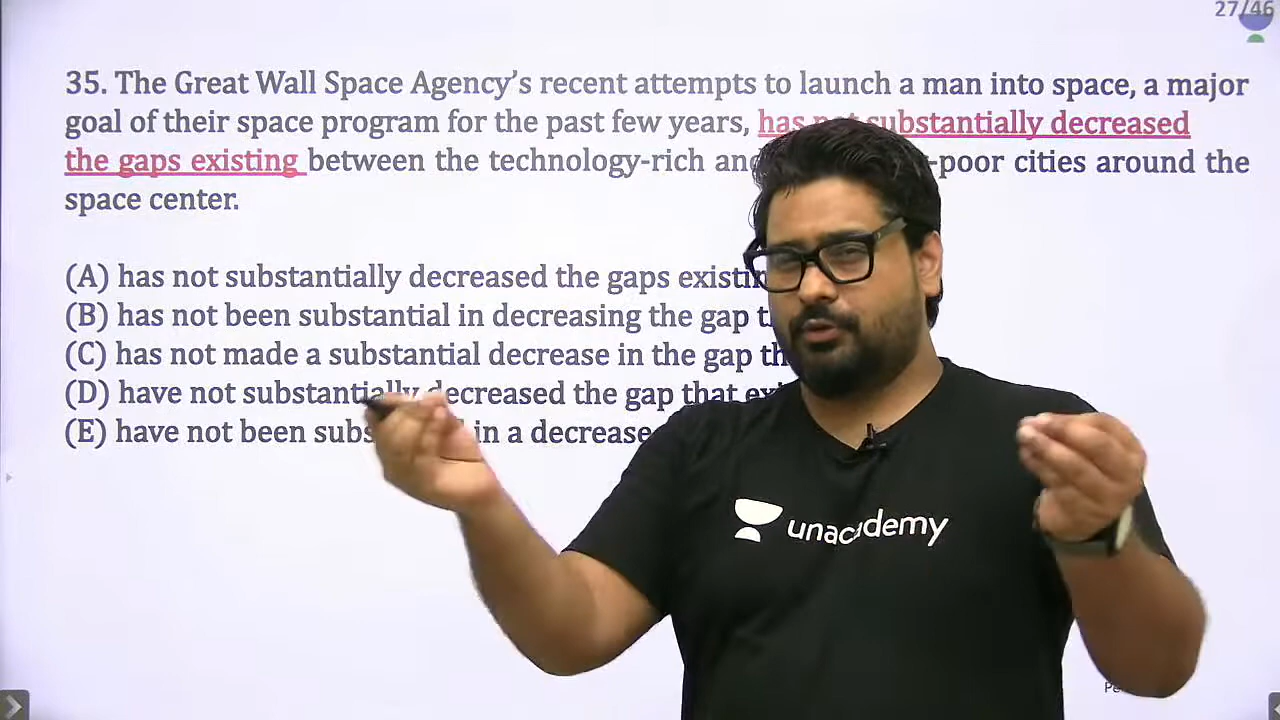 27/46
35. The Great Wall Space Agency’s recent attempts to launch a man into space, a major
goal of their space program for the past few years, has not substantially decreased
the gaps existing between the technology-rich and -poor cities around the
space center.
(A) has not substantially decreased the gaps existing
(B) has not been substantial in decreasing the gap
(C) has not made a substantial decrease in the gap
(D) have not substantially decreased the gap that
(E) have not been in a decrease
unacademy